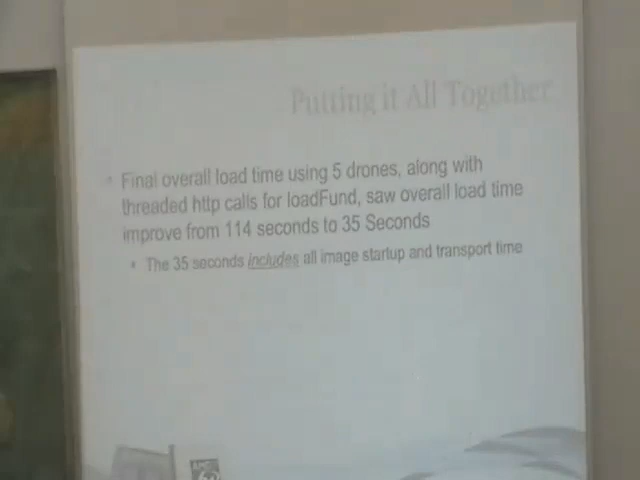 Putting it All Together
Final overall load time using 5 drones, along with
threaded http calls for loadFund, saw overall load time
improve from 114 seconds to 35 Seconds
The 35 seconds includes all image startup and transport time